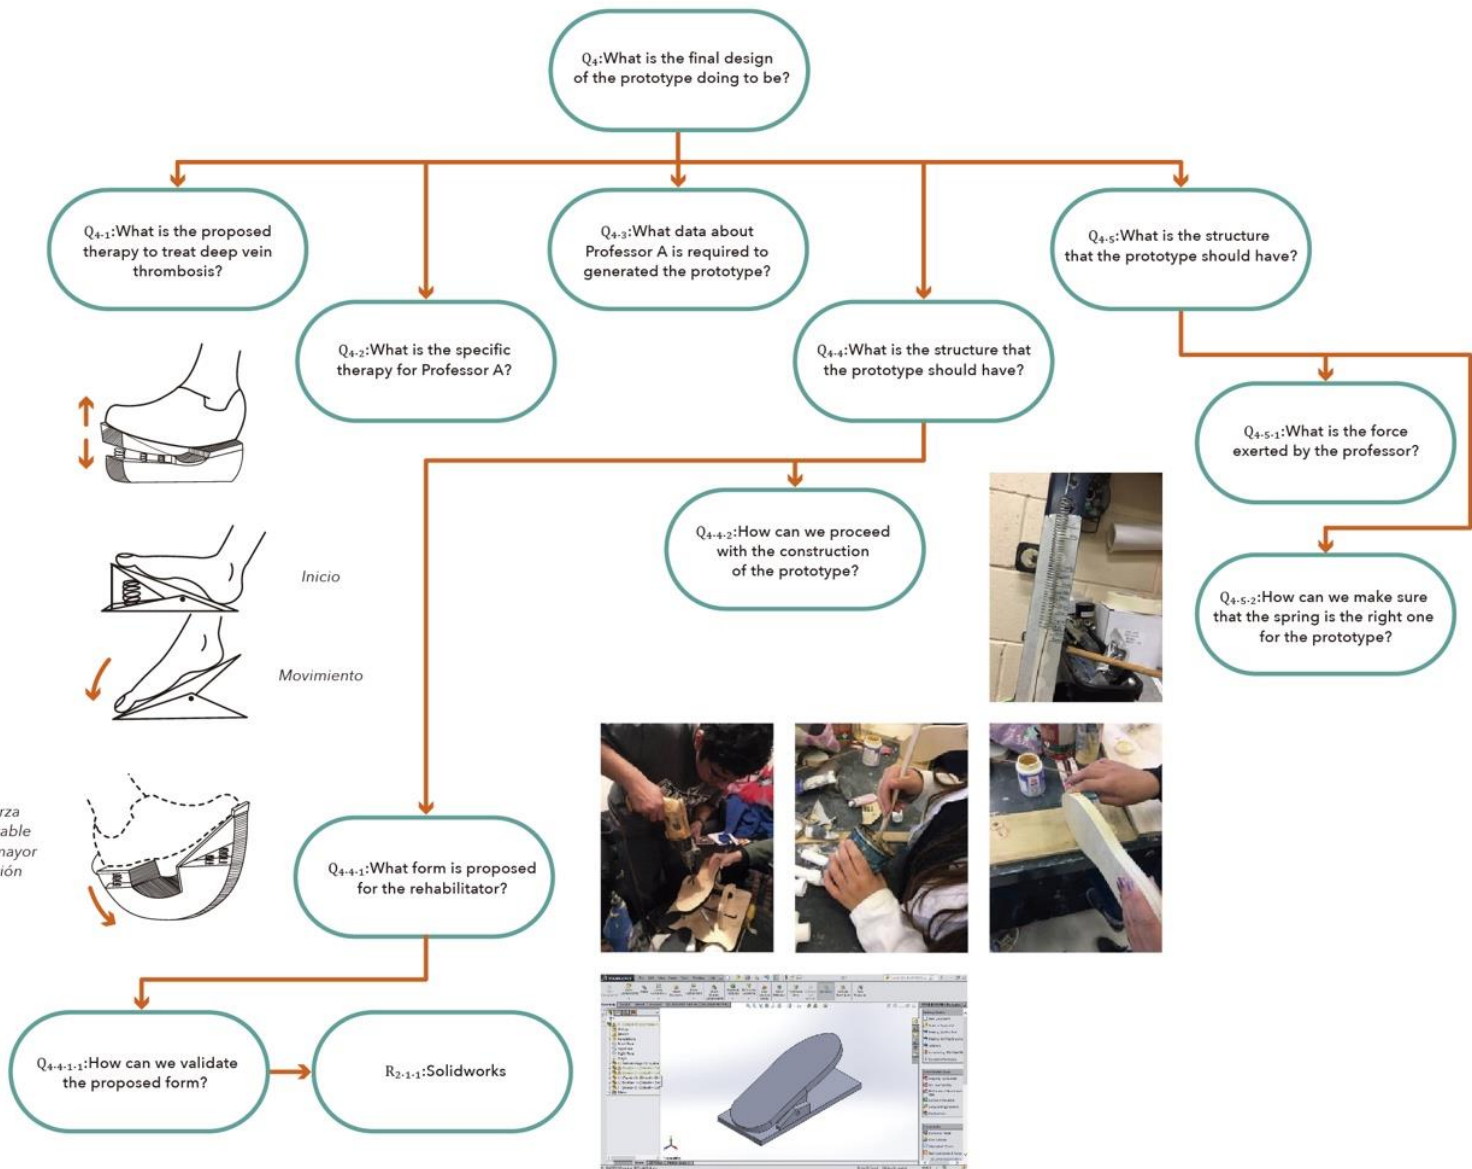 Q4:What is the final design
of the prototype doing to be?
Q4-1:What is the proposed
therapy to treat deep vein
thrombosis?
Q4-3:What data about
Professor A is required to
generated the prototype?
Q4-5:What is the structure
that the prototype should have?
Q4-2:What is the specific
therapy for Professor A?
Q4-4:What is the structure that
the prototype should have?
Q4-5-1:What is the force
exerted by the professor?
Q4-4-2:How can we proceed
with the construction
of the prototype?
Inicio
Q4-5-2:How can we make sure
that the spring is the right one
for the prototype?
Movimiento
rza
able
mayor
ión
Q4-4-1:What form is proposed
for the rehabilitator?
Q4-4-1-1:How can we validate
the proposed form?
R2-1-1:Solidworks